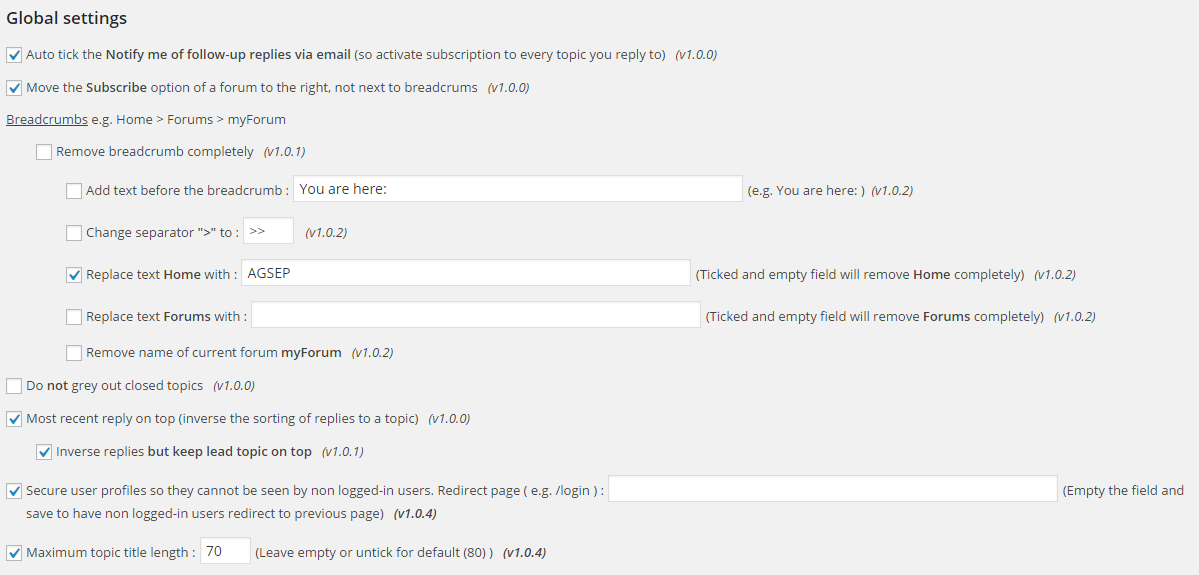 Global settings
Auto tick the Notify me of follow-up replies via email (so activate subscription to every topic you reply to) (v1.0.0)
Move the Subscribe option of a forum to the right, not next to breadcrums (v1.0.0)
Breadcrumbs e.g. Home > Forums > myForum
Remove breadcrumb completely (v1.0.1)
Add text before the breadcrumb : You are here: (e.g. You are here: ) (v1.0.2)
Change separator ">" to : >> (v1.0.2)
Replace text Home with : AGSEP (Ticked and empty field will remove Home completely) (v1.0.2)
Replace text Forums with : (Ticked and empty field will remove Forums completely) (v1.0.2)
Remove name of current forum myForum (v1.0.2)
Do not grey out closed topics (v1.0.0)
Most recent reply on top (inverse the sorting of replies to a topic) (v1.0.0)
Inverse replies but keep lead topic on top (v1.0.1)
Secure user profiles so they cannot be seen by non logged-in users. Redirect page ( e.g. /login ) : (Empty the field and
save to have non logged-in users redirect to previous page) (v1.0.4)
Maximum topic title length : 70 (Leave empty or untick for default (80) ) (v1.0.4)